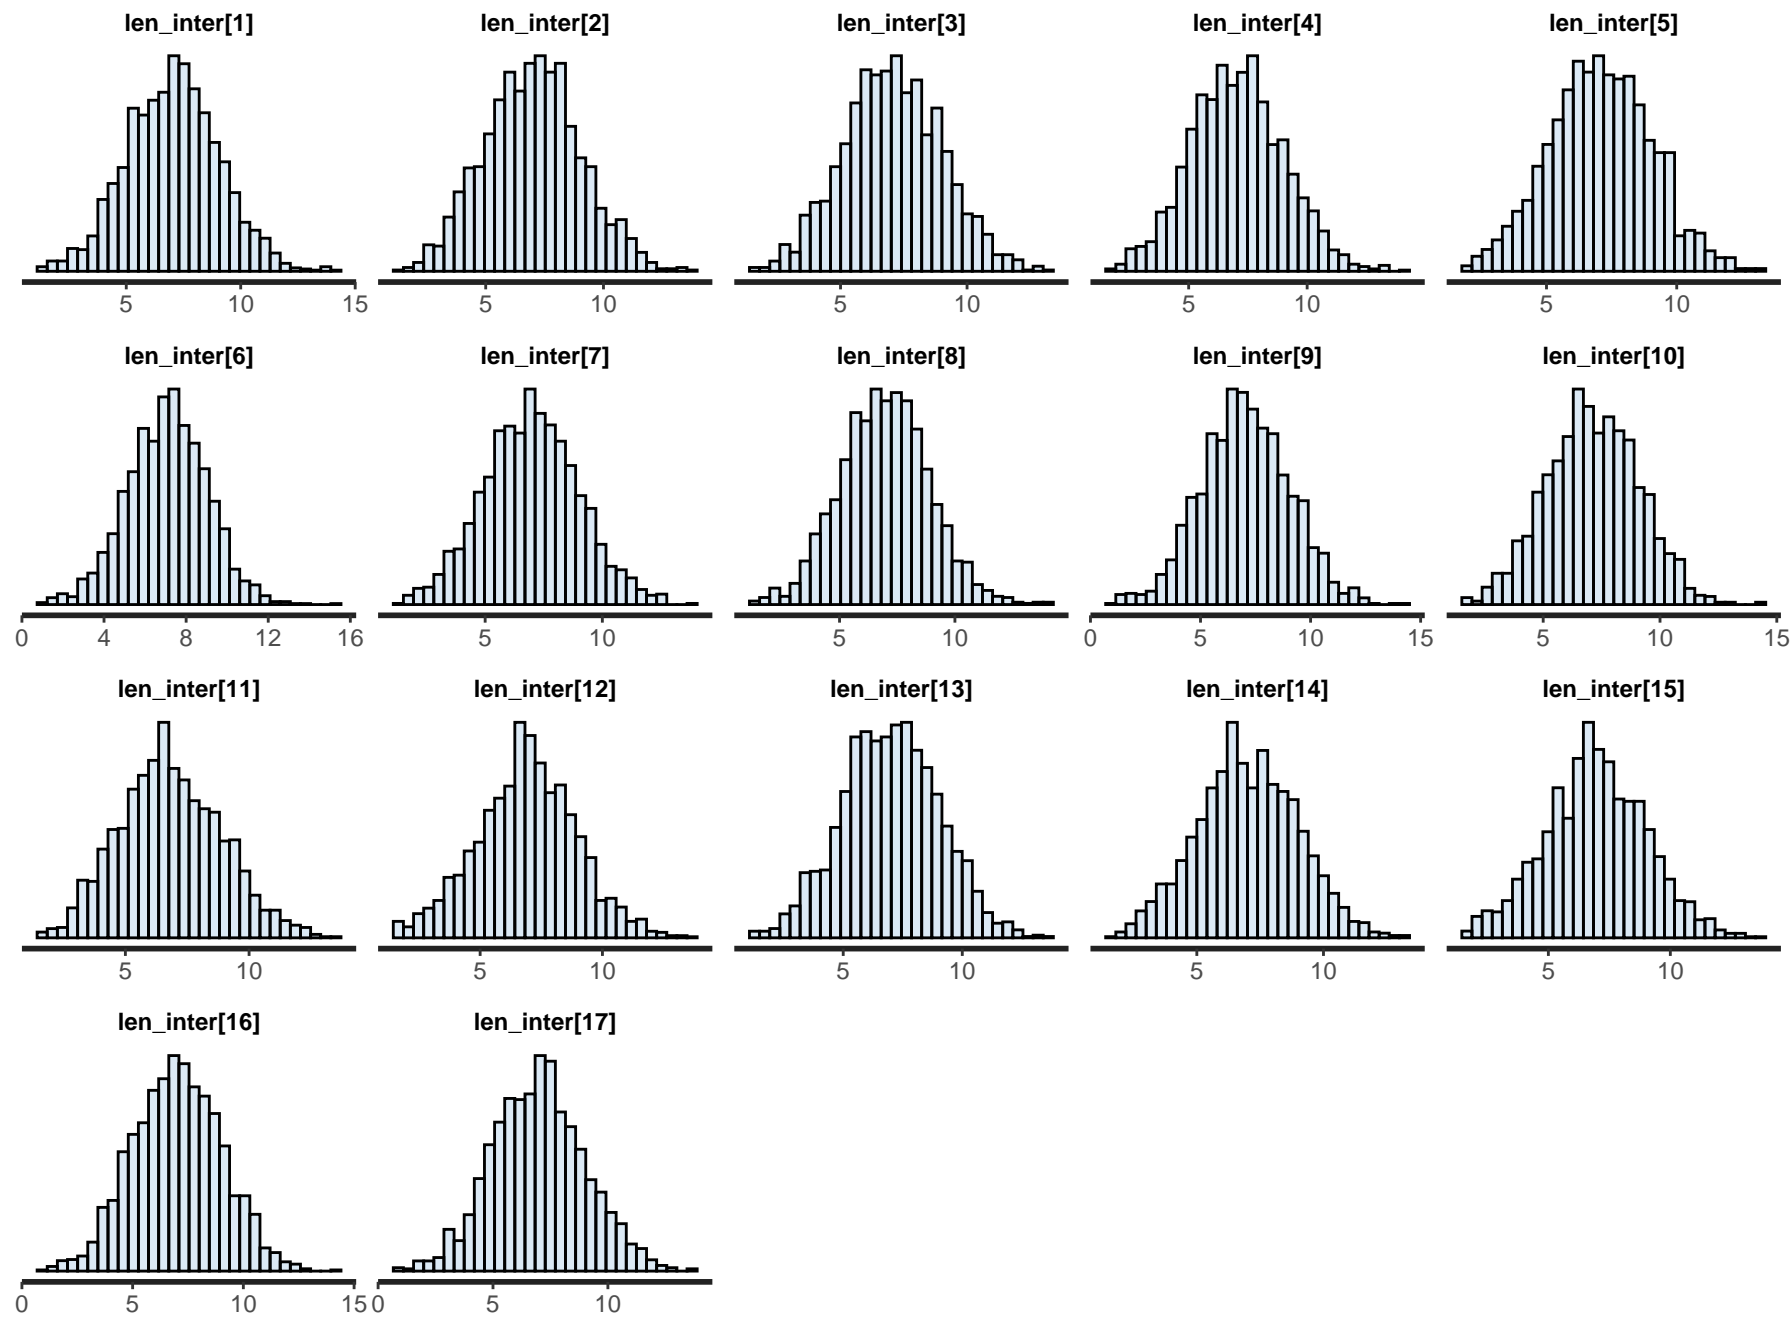 len_inter[1] len_inter[2] len_inter[3] len_inter[4] len_inter[5]
5 10 15 5 10 5 10 5 10 5 10
len_inter[6] len_inter[7] len_inter[8] len_inter[9] len_inter[10]
0 4 8 12 16 5 10 5 10 0 5 10 15 5 10 15
len_inter[11] len_inter[12] len_inter[13] len_inter[14] len_inter[15]
5 10 5 10 5 10 5 10 5 10
len_inter[16] len_inter[17]
0 5 10 15 0 5 10